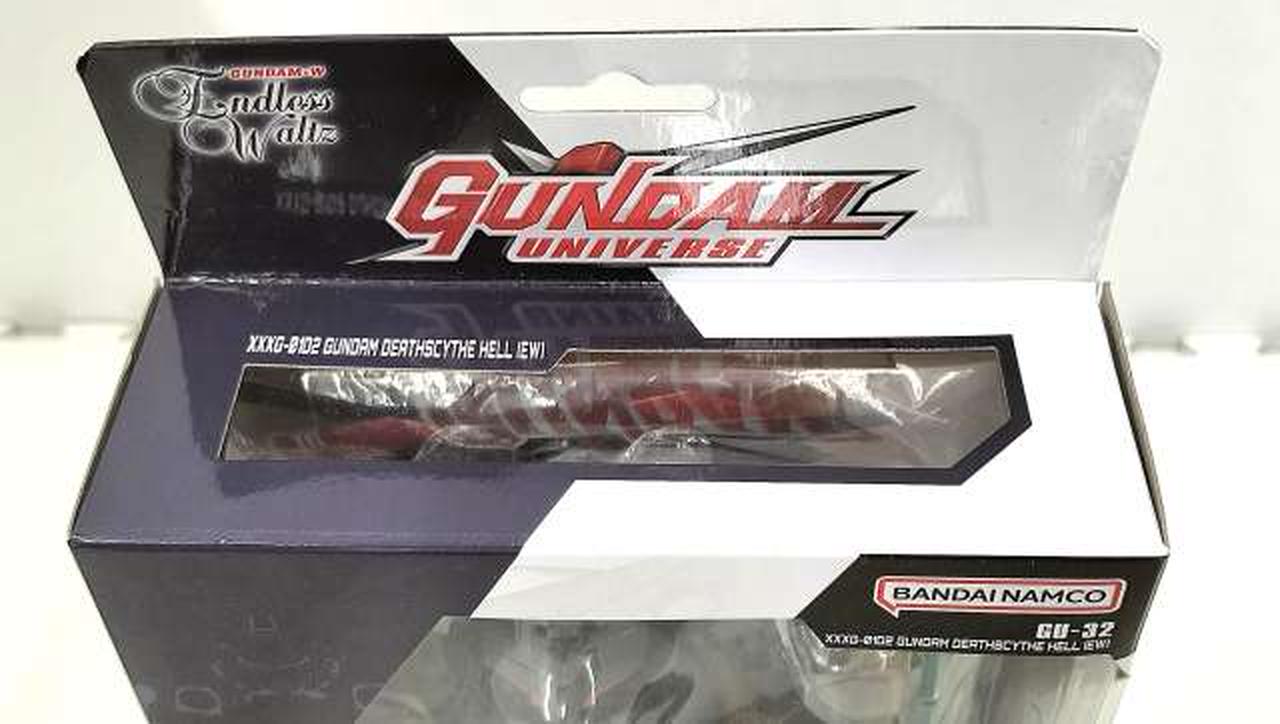 GUNDAM W
Endless
Waltz
GUNDAM
UNIVERSE
XXXG-01D2 GUNDAM DEATHSCYTHE HELL (EW)
BANDAI NAMCO
GU-32
XXXG-01D2 GUNDAM DEATHSCYTHE HELL (EW)